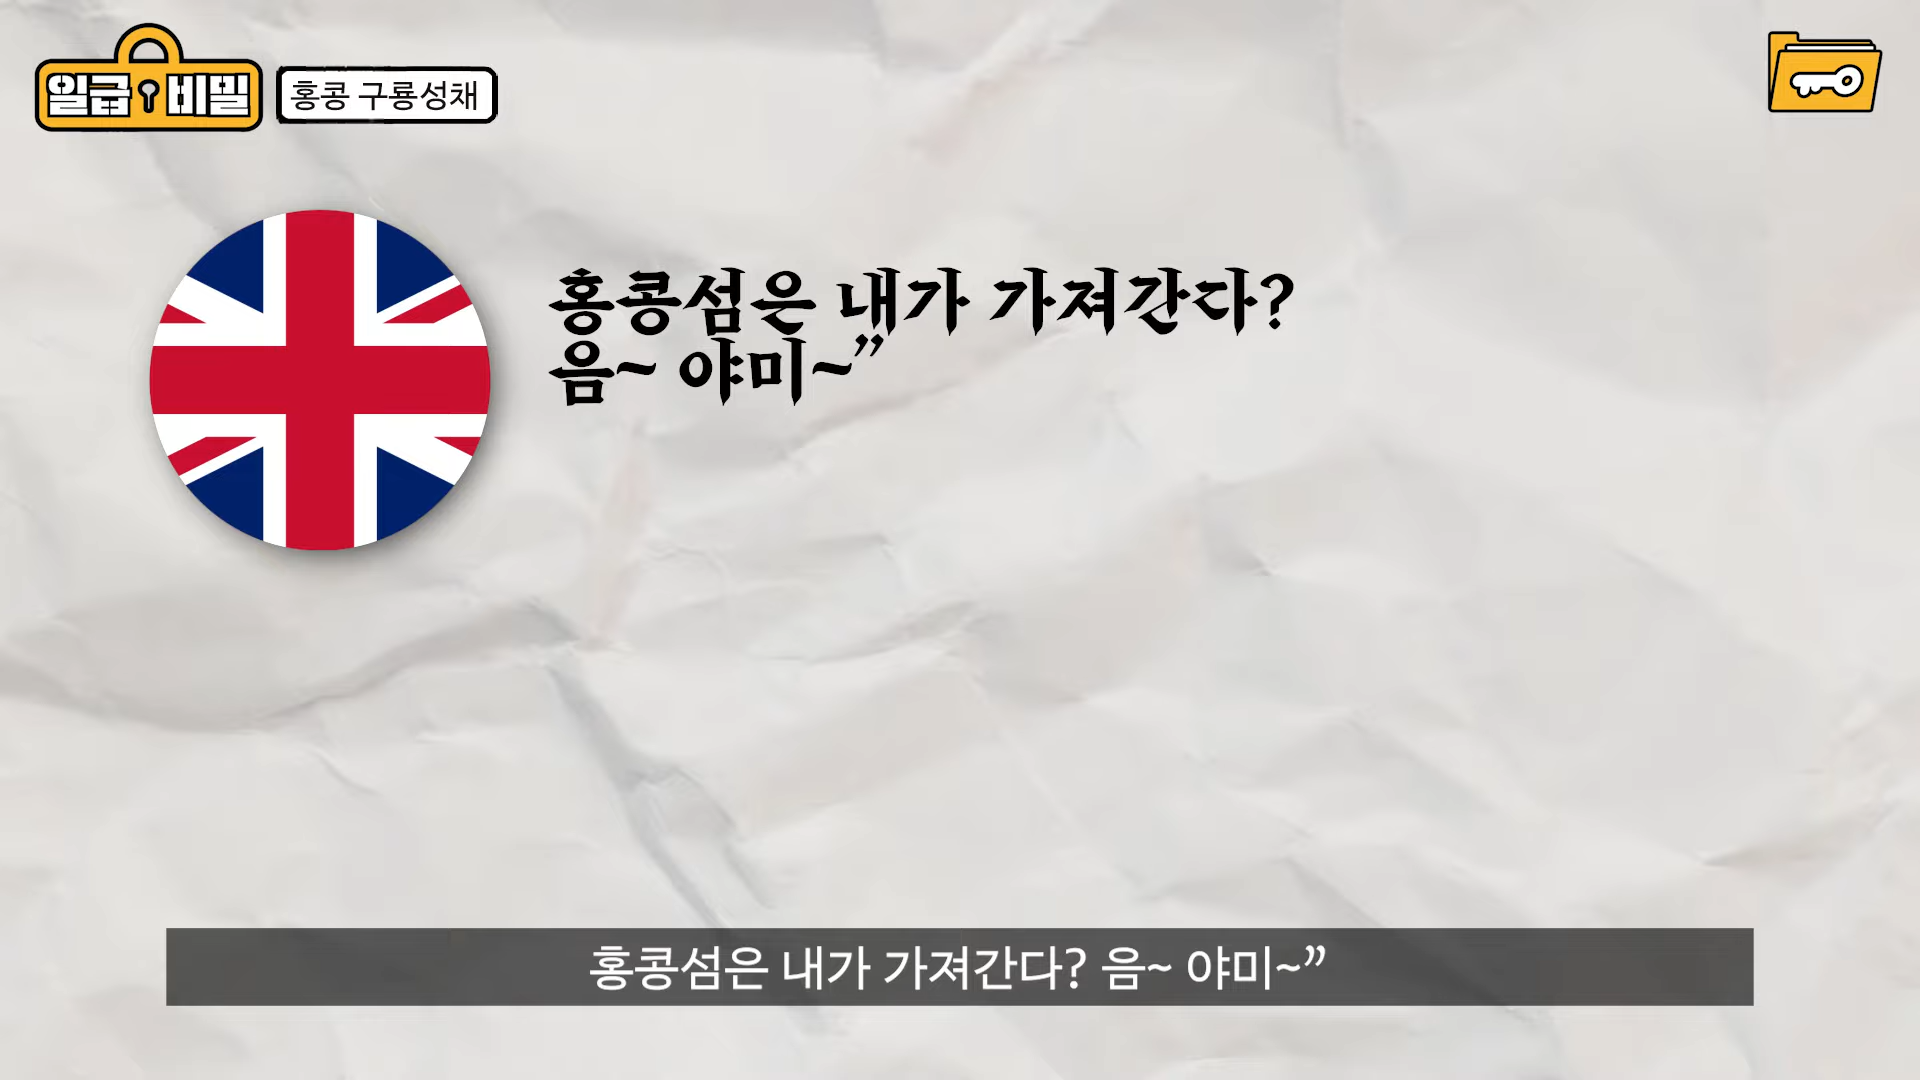 일급비밀
홍콩 구룡성채
홍콩섬은 내가 가져간다?
음~ 야미~”
홍콩섬은 내가 가져간다? 음~ 야미~”